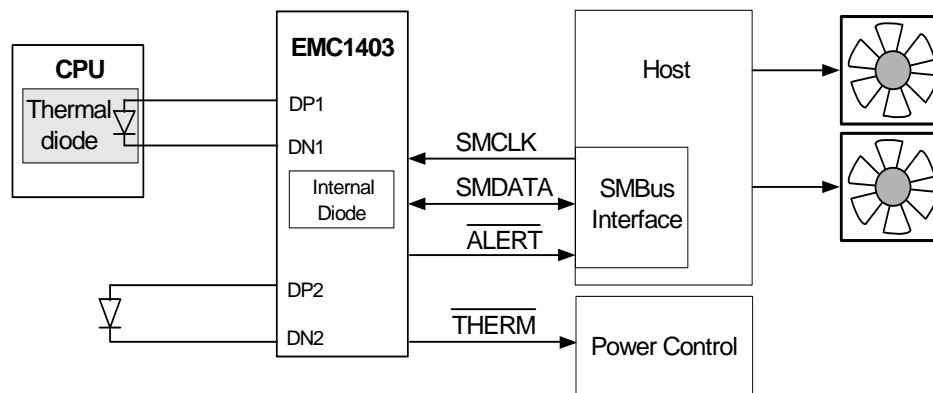 CPU
Thermal
diode
EMC1403
DP1
DN1
Internal
Diode
DP2
DN2
SMCLK
SMDATA
ALERT
THERM
Host
SMBus
Interface
Power Control